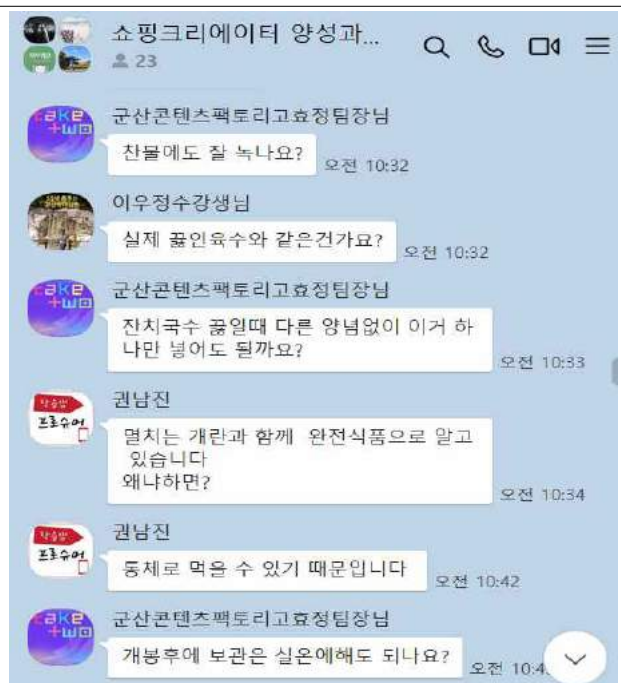 쇼핑크리에이터 양성과...
23
군산콘텐츠팩토리고효정팀장님
찬물에도 잘 녹나요?
오전 10:32
이우정수강생님
실제 끓인육수와 같은건가요?
오전 10:32
군산콘텐츠팩토리고효정팀장님
잔치국수 끓일때 다른 양념없이 이거 하
나만 넣어도 될까요?
오전 10:33
권남진
멸치는 개란과 함께 완전식품으로 알고
있습니다
왜냐하면?
오전 10:34
권남진
통체로 먹을 수 있기 때문입니다
오전 10:42
군산콘텐츠팩토리고효정팀장님
개봉후에 보관은 실온에해도 되나요?
오전 10:4